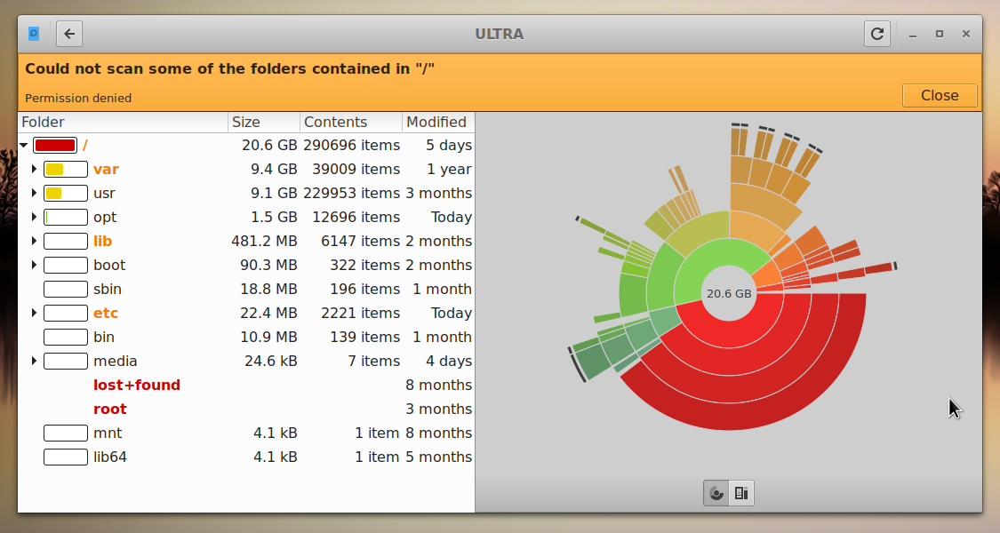 ULTRA
Could not scan some of the folders contained in "/"
Permission denied
Close
Folder Size Contents Modified
/ 20.6 GB 290696 items 5 days
var 9.4 GB 39009 items 1 year
usr 9.1 GB 229953 items 3 months
opt 1.5 GB 12696 items Today
lib 481.2 MB 6147 items 2 months
boot 90.3 MB 322 items 2 months
sbin 18.8 MB 196 items 1 month
etc 22.4 MB 2221 items Today
bin 10.9 MB 139 items 1 month
media 24.6 kB 7 items 4 days
lost+found 8 months
root 3 months
mnt 4.1 kB 1 item 8 months
lib64 4.1 kB 1 item 5 months
20.6 GB